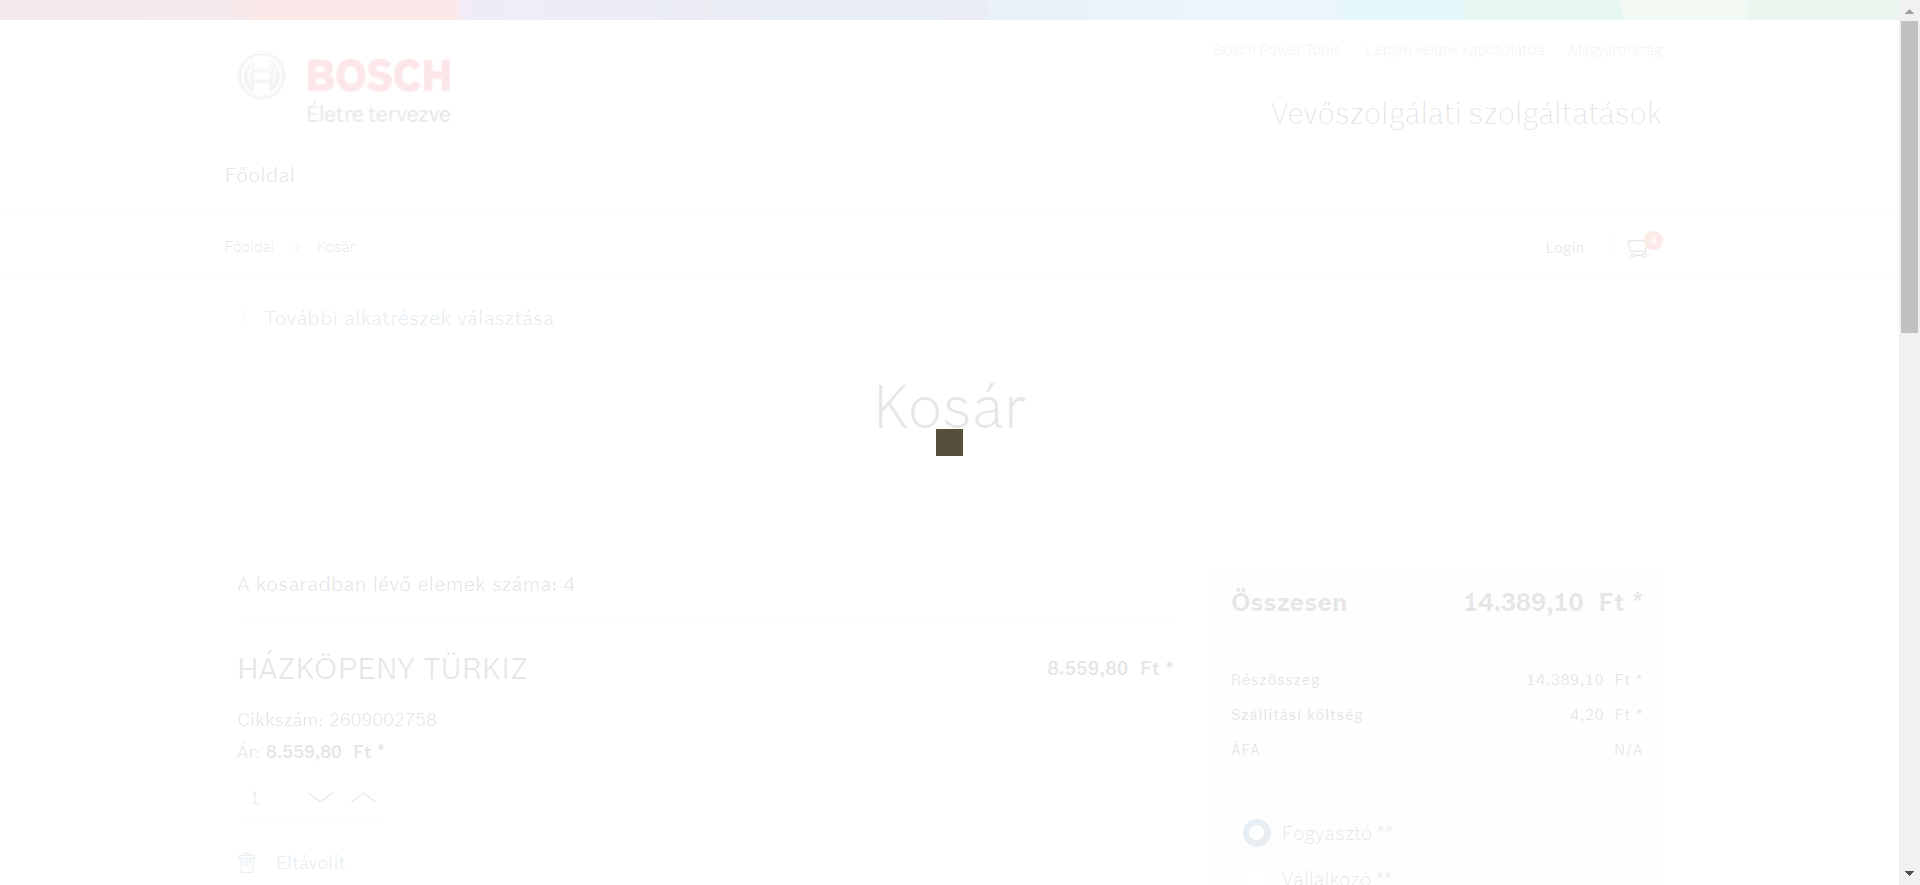 Bosch Power Tools Lépjen velünk kapcsolatba Magyarország
BOSCH
Életre tervezve
Vevőszolgálati szolgáltatások
Főoldal
Főoldal Kosár
Login 4
További alkatrészek választása
Kosár
A kosaradban lévő elemek száma: 4
HÁZKÖPENY TÜRKIZ 8.559,80 Ft *
Cikkszám: 2609002758
Ár: 8.559,80 Ft *
1
Eltávolít
Összesen 14.389,10 Ft *
Részösszeg 14.389,10 Ft *
Szállítási költség 4,20 Ft *
ÁFA N/A
Fogyasztó **
Vállalkozó **